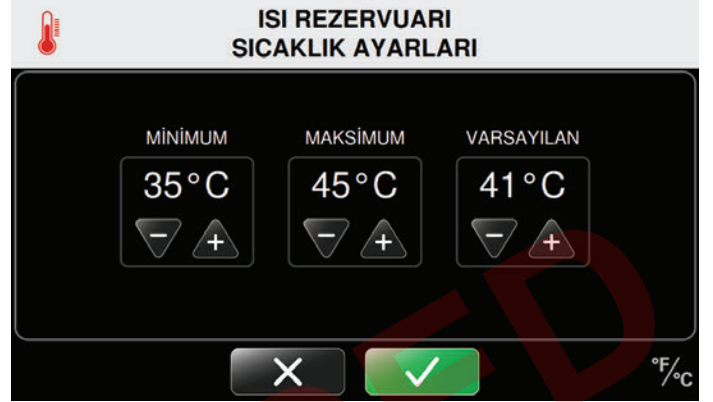 ISI REZERVUARI
SICAKLIK AYARLARI
MİNİMUM MAKSİMUM VARSAYILAN
35°C 45°C 41°C
− + − + − +
°F/°C